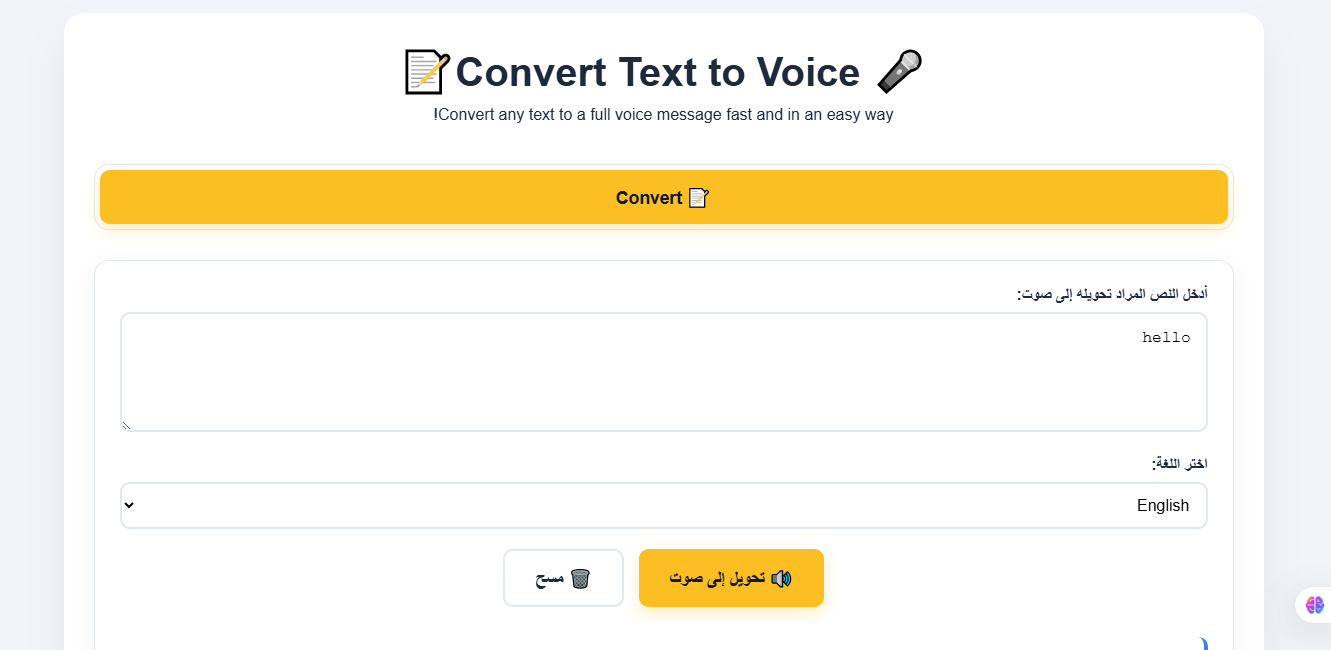 📝Convert Text to Voice 🎤
!Convert any text to a full voice message fast and in an easy way
Convert 📝
أدخل النص المراد تحويله إلى صوت:
hello
اختر اللغة:
English
🔊 تحويل إلى صوت
🗑️ مسح